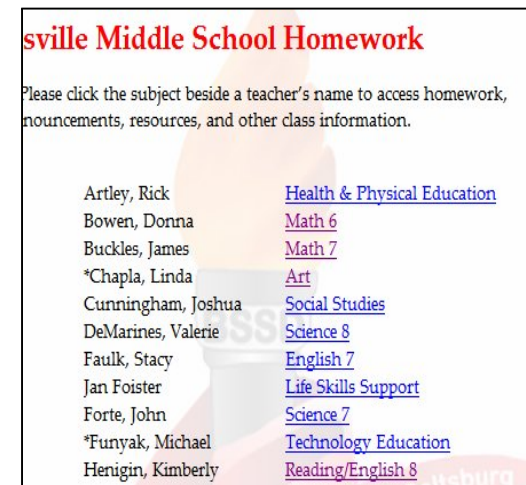 sville Middle School Homework
Please click the subject beside a teacher's name to access homework,
nouncements, resources, and other class information.
Artley, Rick Health & Physical Education
Bowen, Donna Math 6
Buckles, James Math 7
*Chapla, Linda Art
Cunningham, Joshua Social Studies
DeMarines, Valerie Science 8
Faulk, Stacy English 7
Jan Foister Life Skills Support
Forte, John Science 7
*Funyak, Michael Technology Education
Henigin, Kimberly Reading/English 8
BSSD